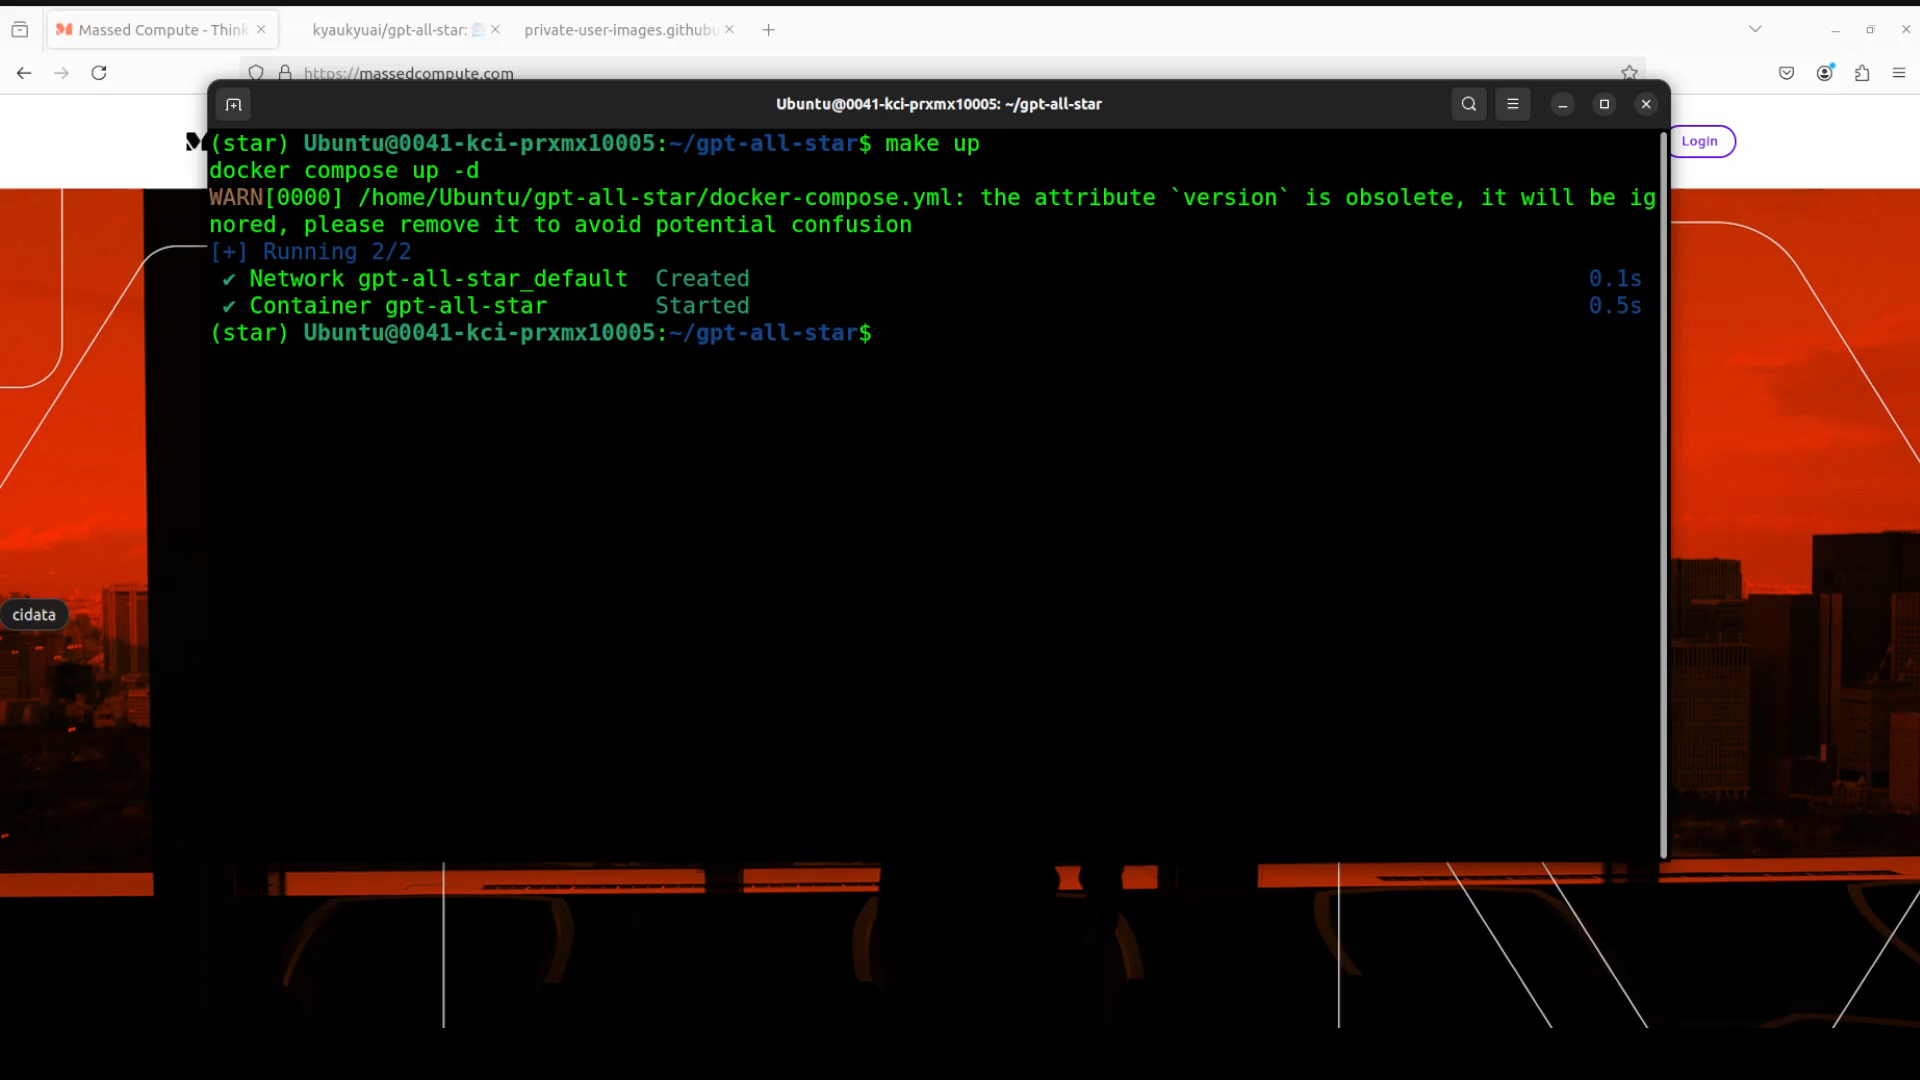 Massed Compute - Think
kyaukyuai/gpt-all-star:
private-user-images.githubu
https://massedcompute.com
Ubuntu@0041-kci-prxmx10005: ~/gpt-all-star
Login
(star) Ubuntu@0041-kci-prxmx10005:~/gpt-all-star$ make up
docker compose up -d
WARN[0000] /home/Ubuntu/gpt-all-star/docker-compose.yml: the attribute `version` is obsolete, it will be ig
nored, please remove it to avoid potential confusion
[+] Running 2/2
✔ Network gpt-all-star_default Created 0.1s
✔ Container gpt-all-star Started 0.5s
(star) Ubuntu@0041-kci-prxmx10005:~/gpt-all-star$
cidata